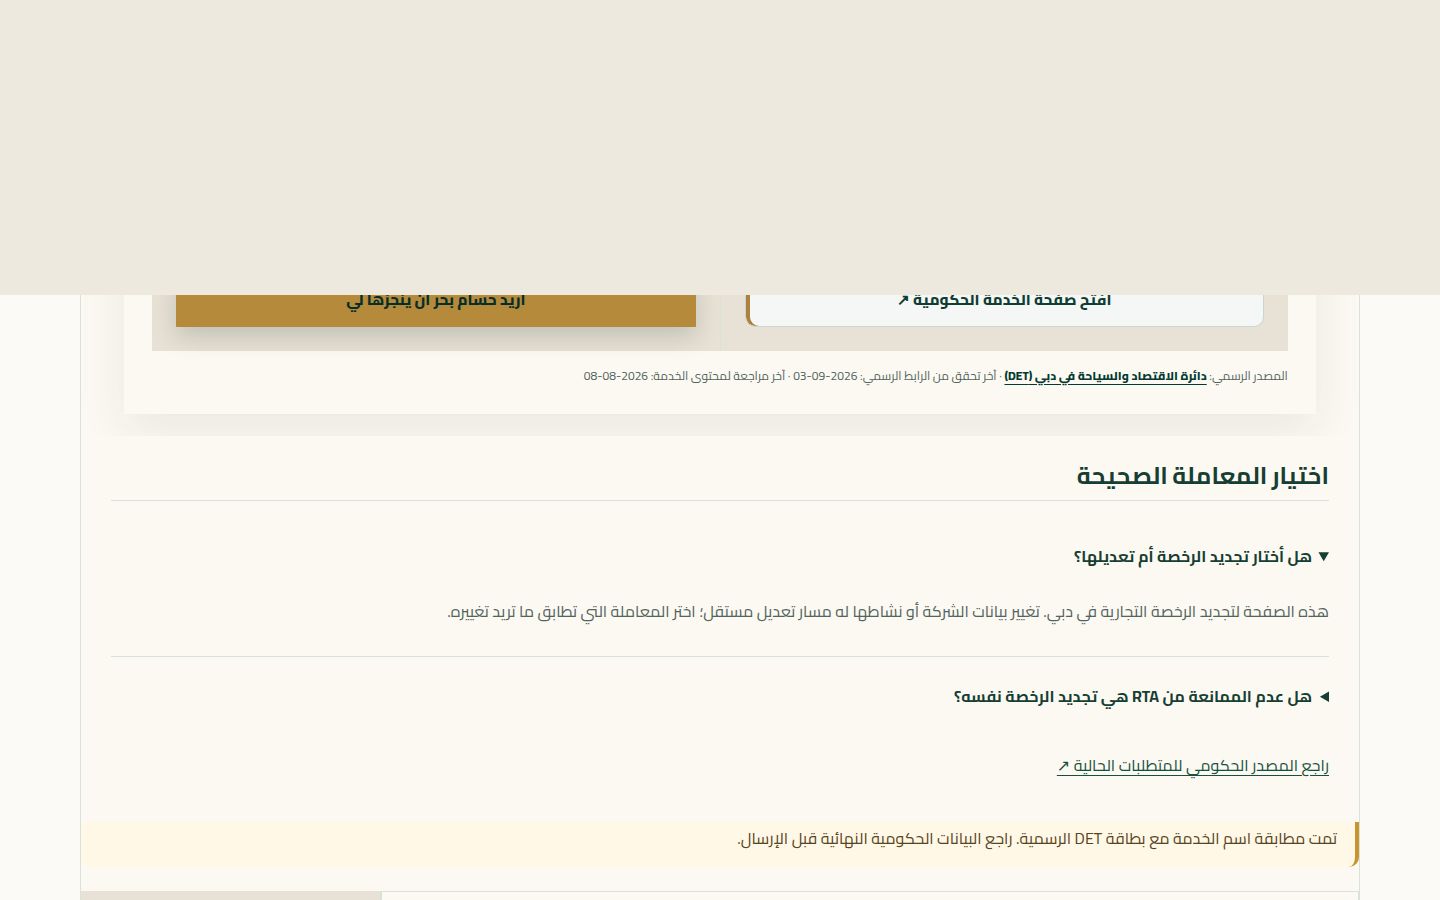 افتح صفحة الخدمة الحكومية ↗
أريد حسام بحر أن ينجزها لي
المصدر الرسمي: دائرة الاقتصاد والسياحة في دبي (DET) · آخر تحقق من الرابط الرسمي: 2026-09-03 · آخر مراجعة لمحتوى الخدمة: 2026-08-08
اختيار المعاملة الصحيحة
▼ هل أختار تجديد الرخصة أم تعديلها؟
هذه الصفحة لتجديد الرخصة التجارية في دبي. تغيير بيانات الشركة أو نشاطها له مسار تعديل مستقل؛ اختر المعاملة التي تطابق ما تريد تغييره.
◀ هل عدم الممانعة من RTA هي تجديد الرخصة نفسه؟
راجع المصدر الحكومي للمتطلبات الحالية ↗
تمت مطابقة اسم الخدمة مع بطاقة DET الرسمية. راجع البيانات الحكومية النهائية قبل الإرسال.